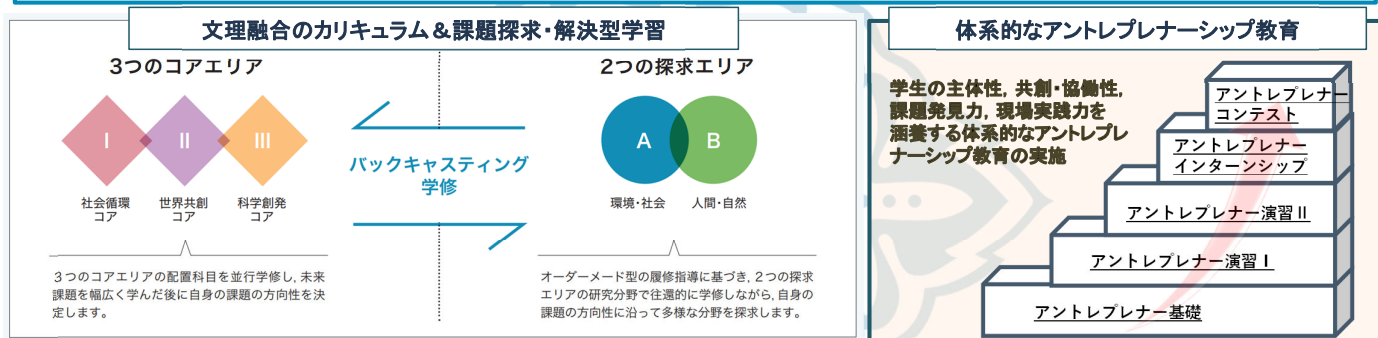 文理融合のカリキュラム＆課題探求・解決型学習
3つのコアエリア
I
II
III
社会循環
コア
世界共創
コア
科学創発
コア
3つのコアエリアの配置科目を並行学修し,未来
課題を幅広く学んだ後に自身の課題の方向性を決
定します。
バックキャスティング
学修
2つの探求エリア
A
B
環境・社会
人間・自然
オーダーメード型の履修指導に基づき,2つの探求
エリアの研究分野で往還的に学修しながら,自身の
課題の方向性に沿って多様な分野を探求します。
体系的なアントレプレナーシップ教育
学生の主体性,共創・協働性,
課題発見力,現場実践力を
涵養する体系的なアントレプレ
ナーシップ教育の実施
アントレプレナー
コンテスト
アントレプレナー
インターンシップ
アントレプレナー演習Ⅱ
アントレプレナー演習Ⅰ
アントレプレナー基礎